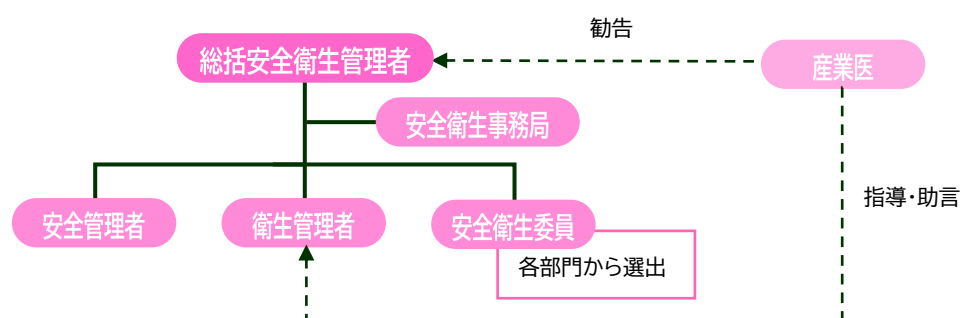 勧告
総括安全衛生管理者
産業医
安全衛生事務局
指導・助言
安全管理者
衛生管理者
安全衛生委員
各部門から選出